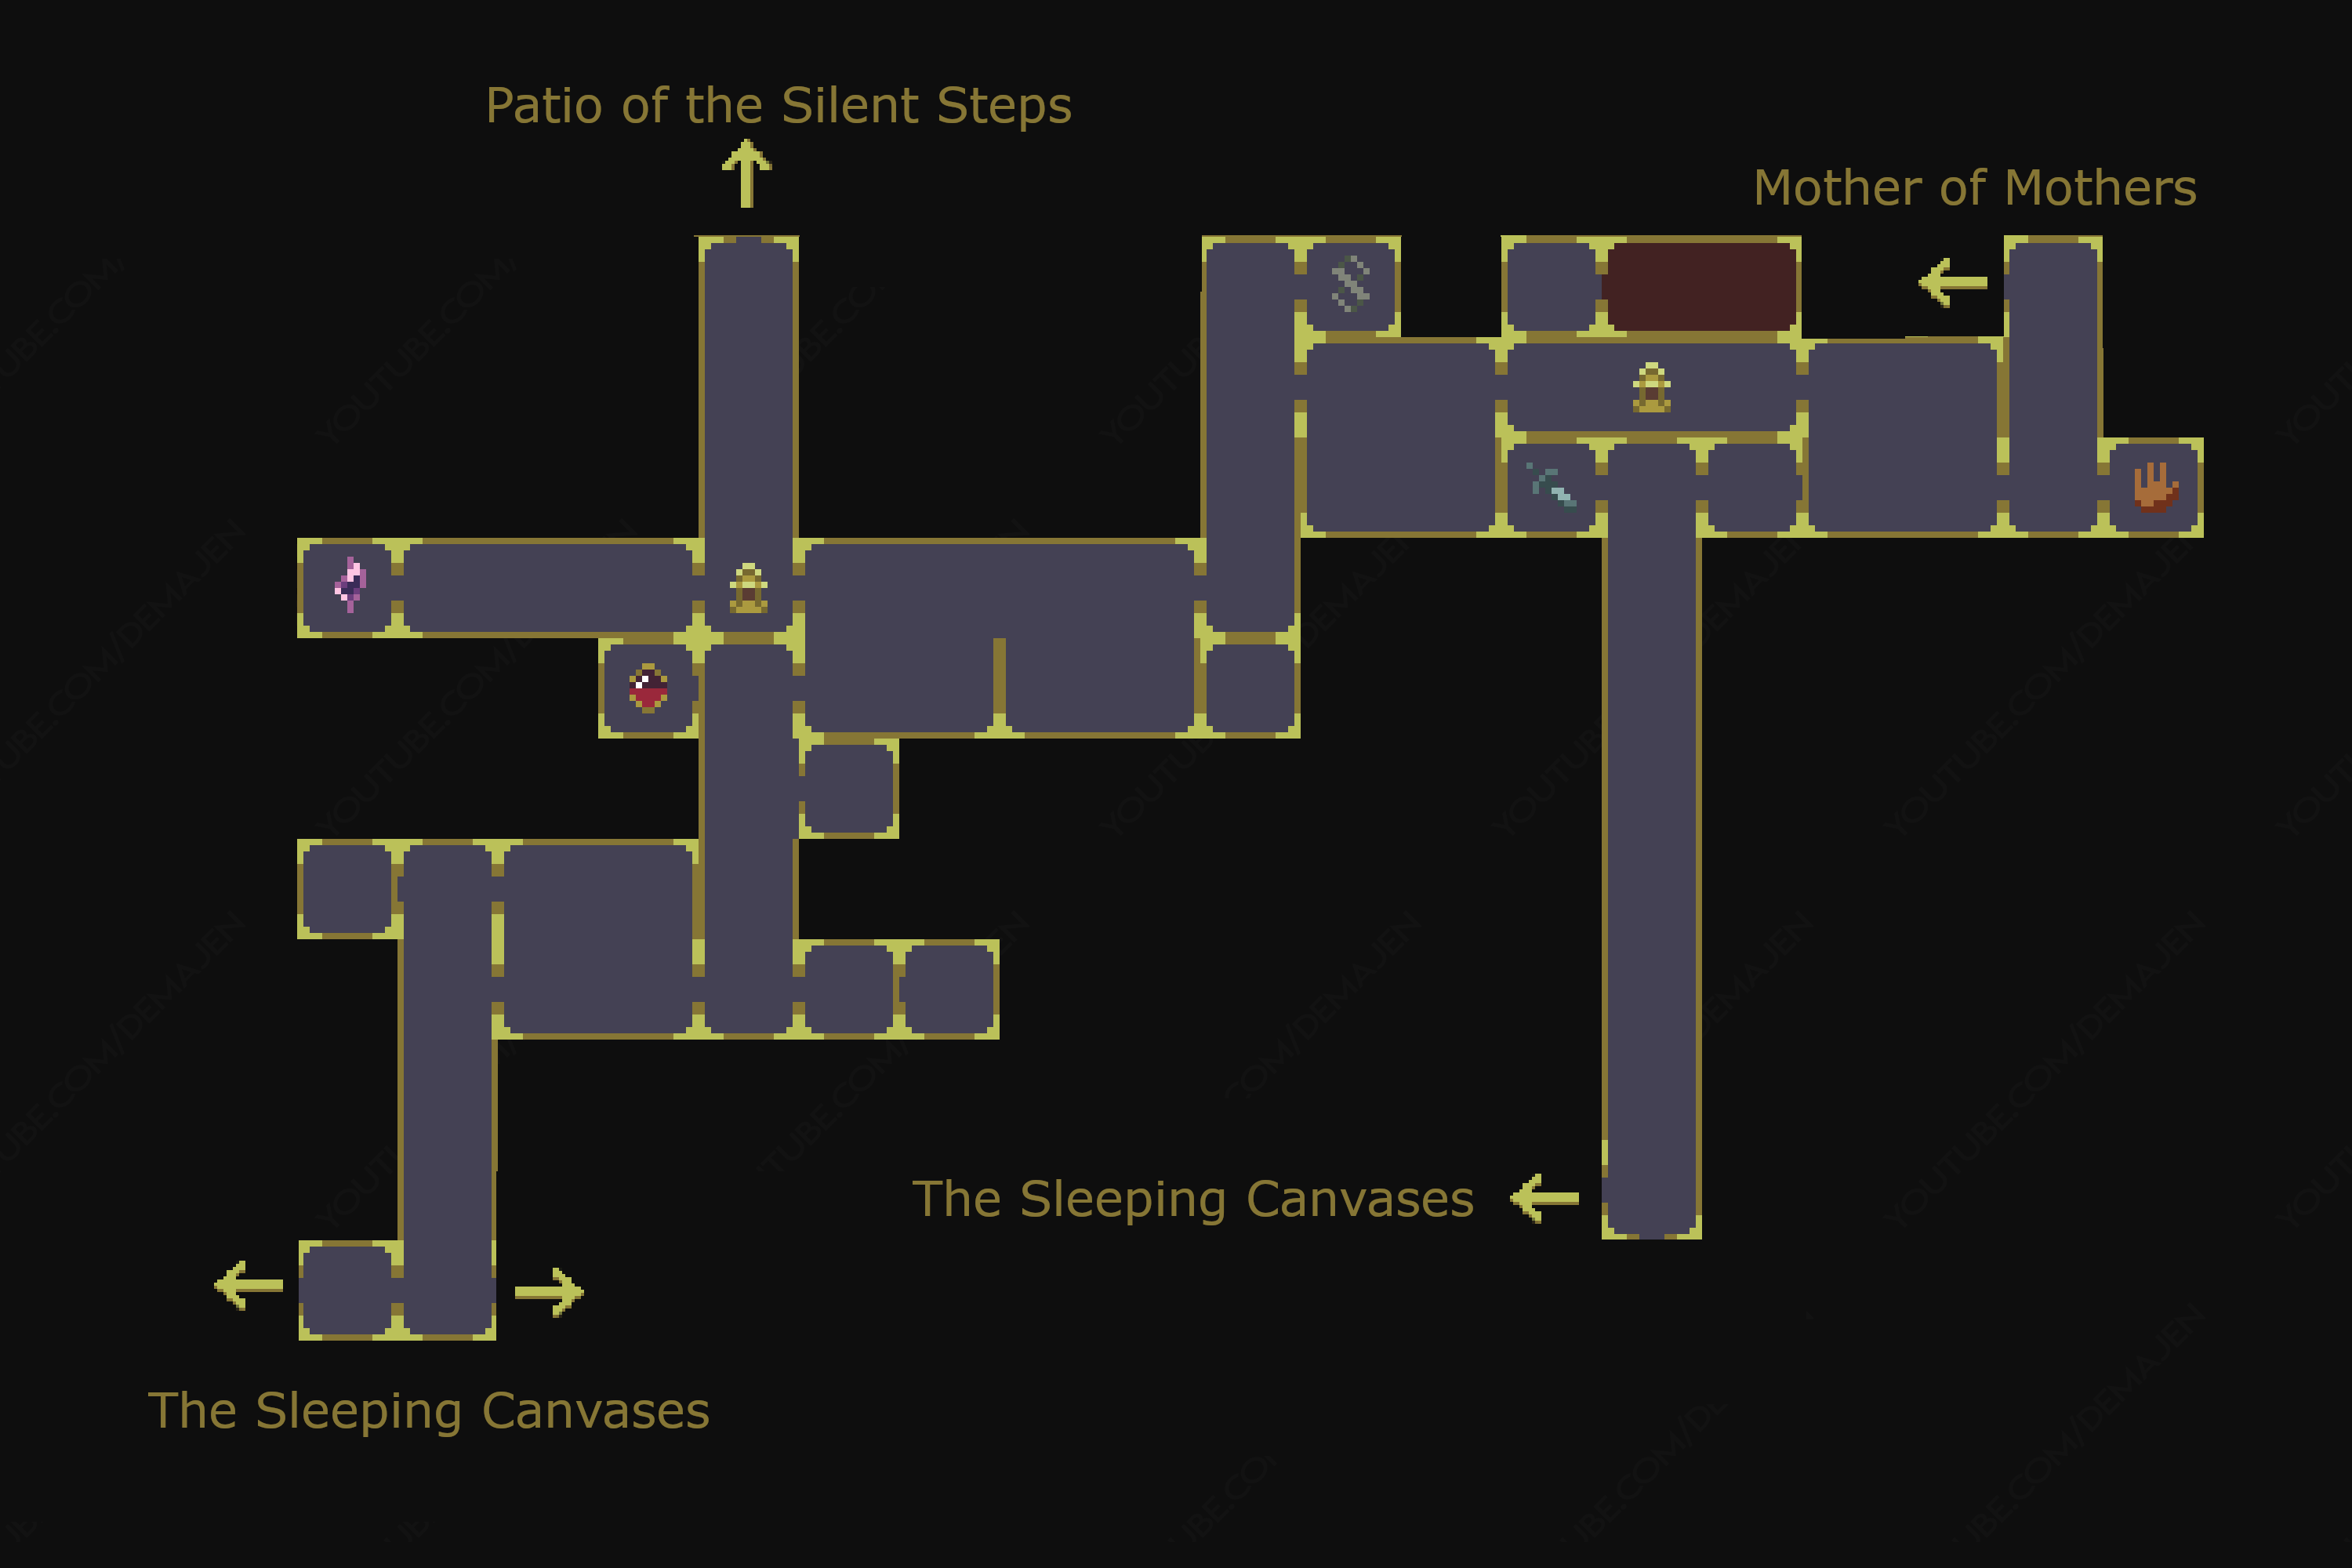 Patio of the Silent Steps
Mother of Mothers
The Sleeping Canvases
The Sleeping Canvases
YOUTUBE.COM/DEMAJEN